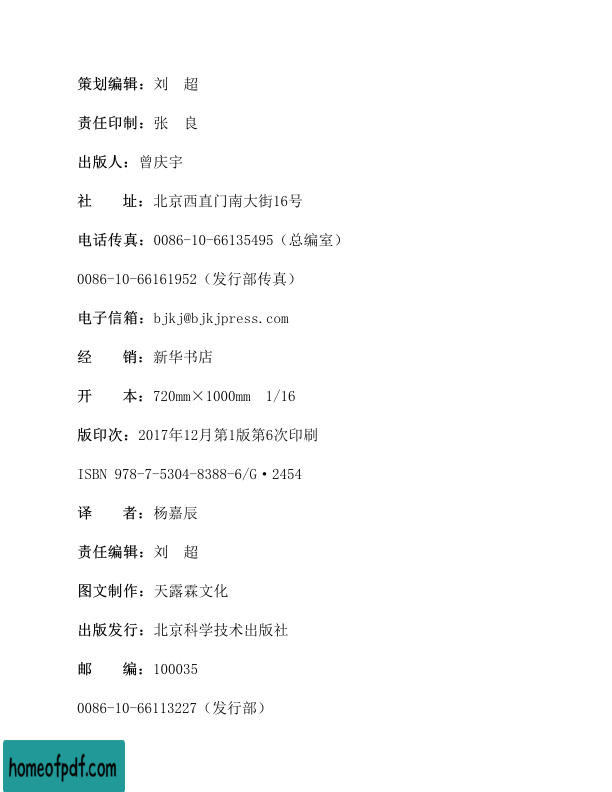 策划编辑：�　超
责任印制：张　良
出版人：曾庆宇
社　　址：北京西直门南大街16号
电话传真：0086-10-66135495（总编室）
0086-10-66161952（发行部传真）
电子信箱：bjkj@bjkjpress.com
经　　销：新华书店
开　　本：720mm×1000mm　1/16
版印次：2017年12月第1版第6次印刷
ISBN 978-7-5304-8388-6/G·2454
译　　者：杨嘉辰
责任编辑：刘　超
图文制作：天露霖文化
出版发行：北京科学技术出版社
邮　　编：100035
0086-10-66113227（发行部）
homeofpdf.com